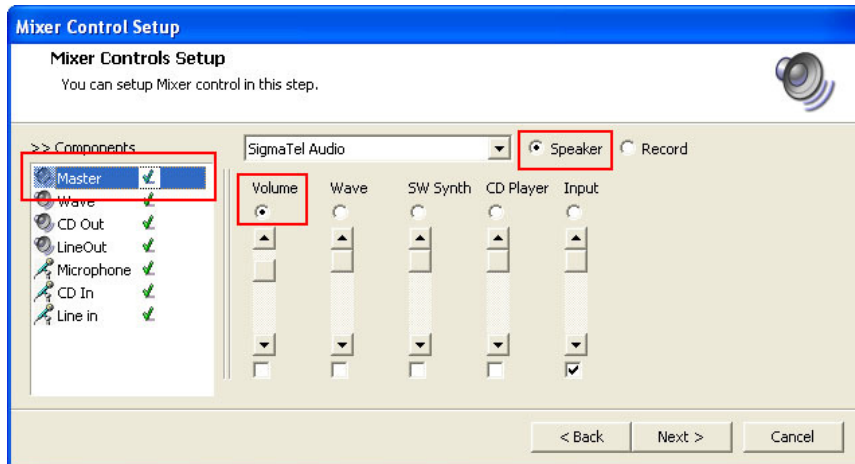 Mixer Control Setup
Mixer Controls Setup
You can setup Mixer control in this step.
>> Components
SigmaTel Audio
Speaker
Record
Master
Wave
CD Out
LineOut
Microphone
CD In
Line in
Volume Wave SW Synth CD Player Input
< Back Next > Cancel